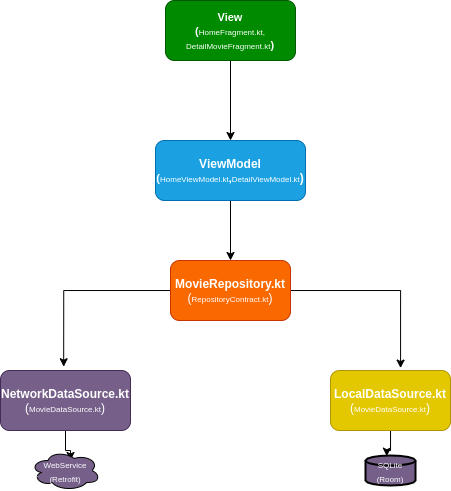 View
(HomeFragment.kt,
DetailMovieFragment.kt)
ViewModel
(HomeViewModel.kt,DetailViewModel.kt)
MovieRepository.kt
(RepositoryContract.kt)
NetworkDataSource.kt
(MovieDataSource.kt)
LocalDataSource.kt
(MovieDataSource.kt)
WebService
(Retrofit)
SQLite
(Room)